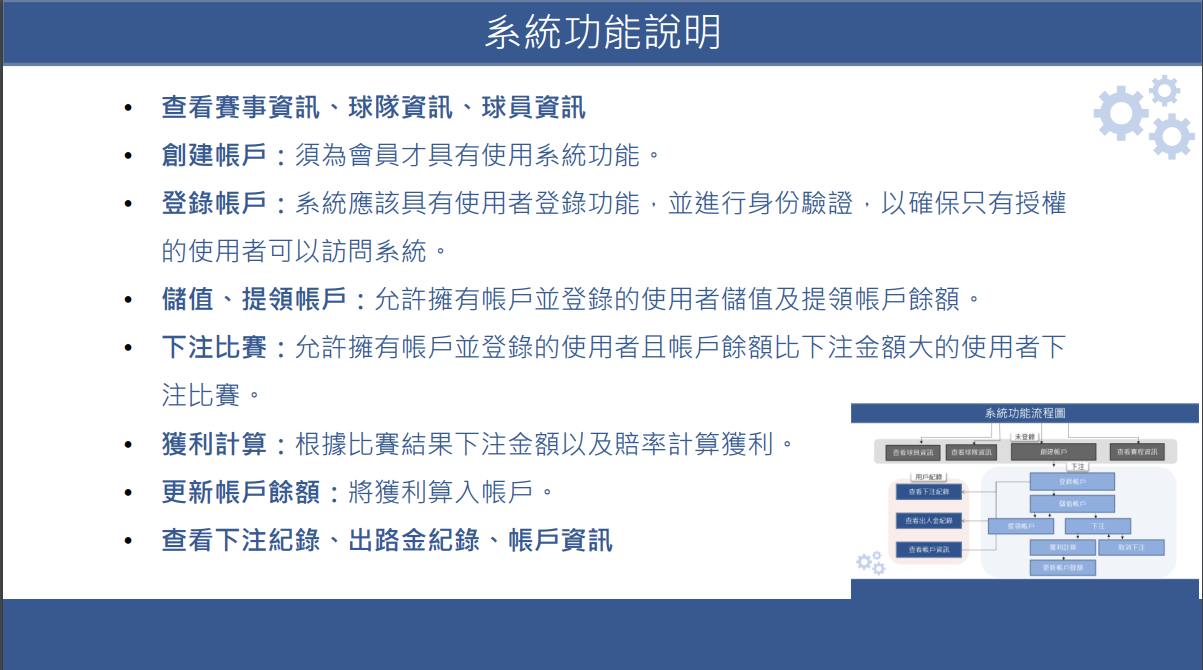 系統功能說明
• 查看賽事資訊、球隊資訊、球員資訊
• 創建帳戶：須為會員才具有使用系統功能。
• 登錄帳戶：系統應該具有使用者登錄功能，並進行身份驗證，以確保只有授權
的使用者可以訪問系統。
• 儲值、提領帳戶：允許擁有帳戶並登錄的使用者儲值及提領帳戶餘額。
• 下注比賽：允許擁有帳戶並登錄的使用者且帳戶餘額比下注金額大的使用者下
注比賽。
• 獲利計算：根據比賽結果下注金額以及賠率計算獲利。
• 更新帳戶餘額：將獲利算入帳戶。
• 查看下注紀錄、出路金紀錄、帳戶資訊
系統功能流程圖
未登錄
查看球員資訊
查看球隊資訊
創建帳戶
查看賽程資訊
用戶紀錄
下注
查看下注紀錄
登錄帳戶
儲值帳戶
查看出入金紀錄
提領帳戶
下注
查看帳戶資訊
獲利計算
取消下注
更新帳戶餘額